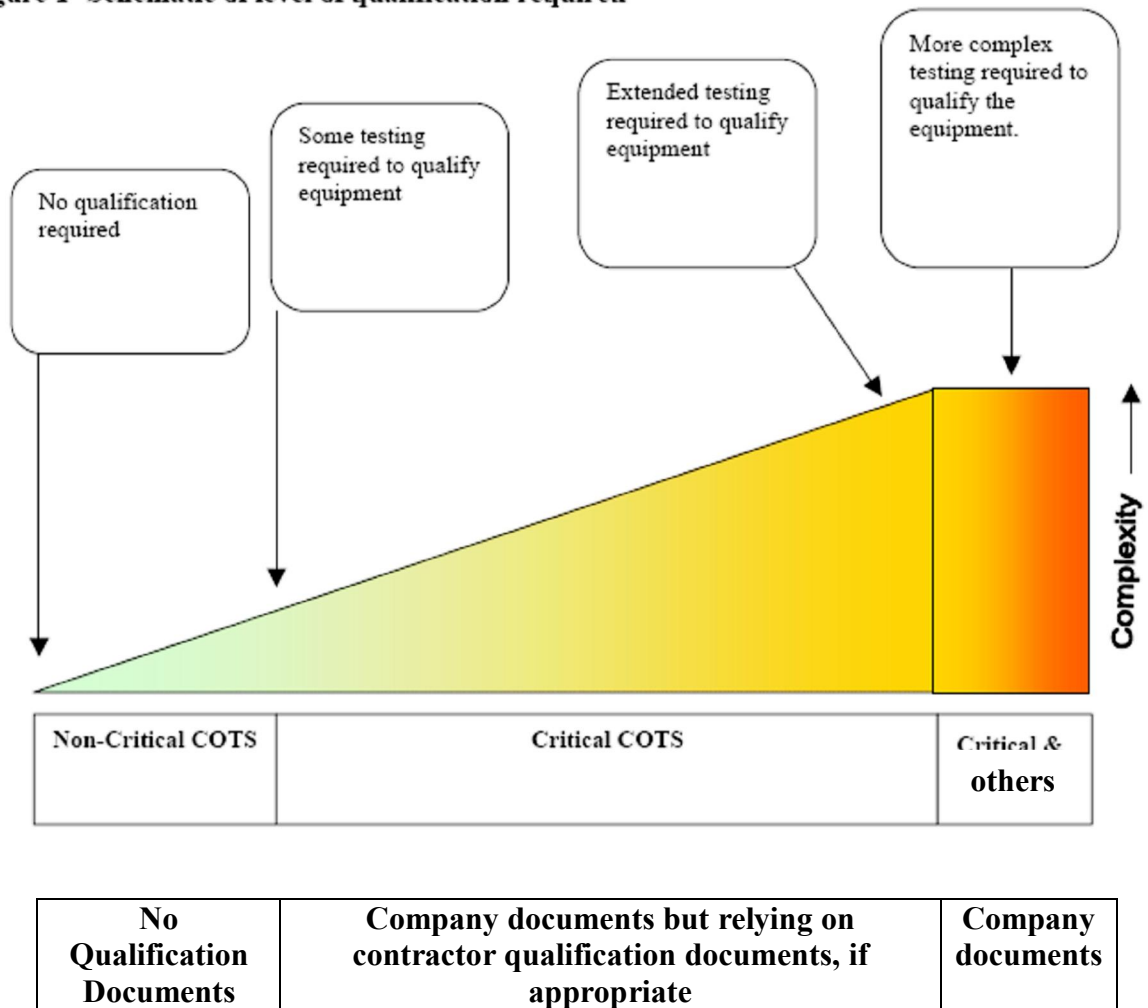 More complex
testing required to
qualify the
equipment.
Extended testing
required to qualify
equipment
Some testing
required to qualify
equipment
No qualification
required
Complexity
Non-Critical COTS
Critical COTS
Critical &
others
No
Qualification
Documents
Company documents but relying on
contractor qualification documents, if
appropriate
Company
documents